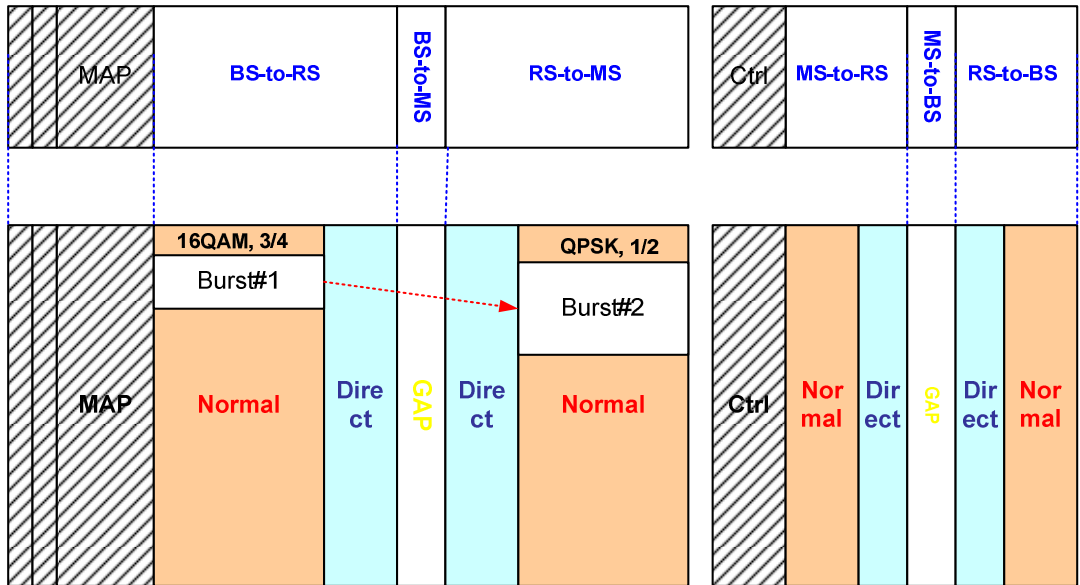 MAP
BS-to-RS
BS-to-MS
RS-to-MS
Ctrl
MS-to-RS
MS-to-BS
RS-to-BS
16QAM, 3/4
Burst#1
QPSK, 1/2
Burst#2
MAP
Normal
Dire
ct
GAP
Dire
ct
Normal
Ctrl
Nor
mal
Dir
ect
GAP
Dir
ect
Nor
mal